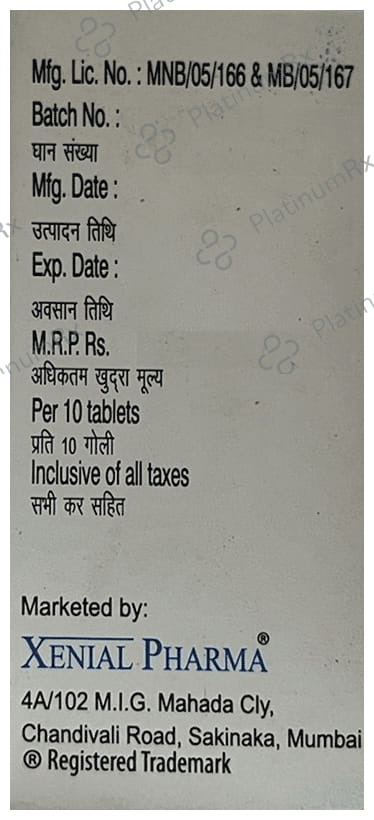 Mfg. Lic. No. : MNB/05/166 & MB/05/167
Batch No. :
घान संख्या
Mfg. Date :
उत्पादन तिथि
Exp. Date :
अवसान तिथि
M.R.P. Rs.
अधिकतम खुदरा मूल्य
Per 10 tablets
प्रति 10 गोली
Inclusive of all taxes
सभी कर सहित
Marketed by:
XENIAL PHARMA®
4A/102 M.I.G. Mahada Cly,
Chandivali Road, Sakinaka, Mumbai
® Registered Trademark
PlatinumRx